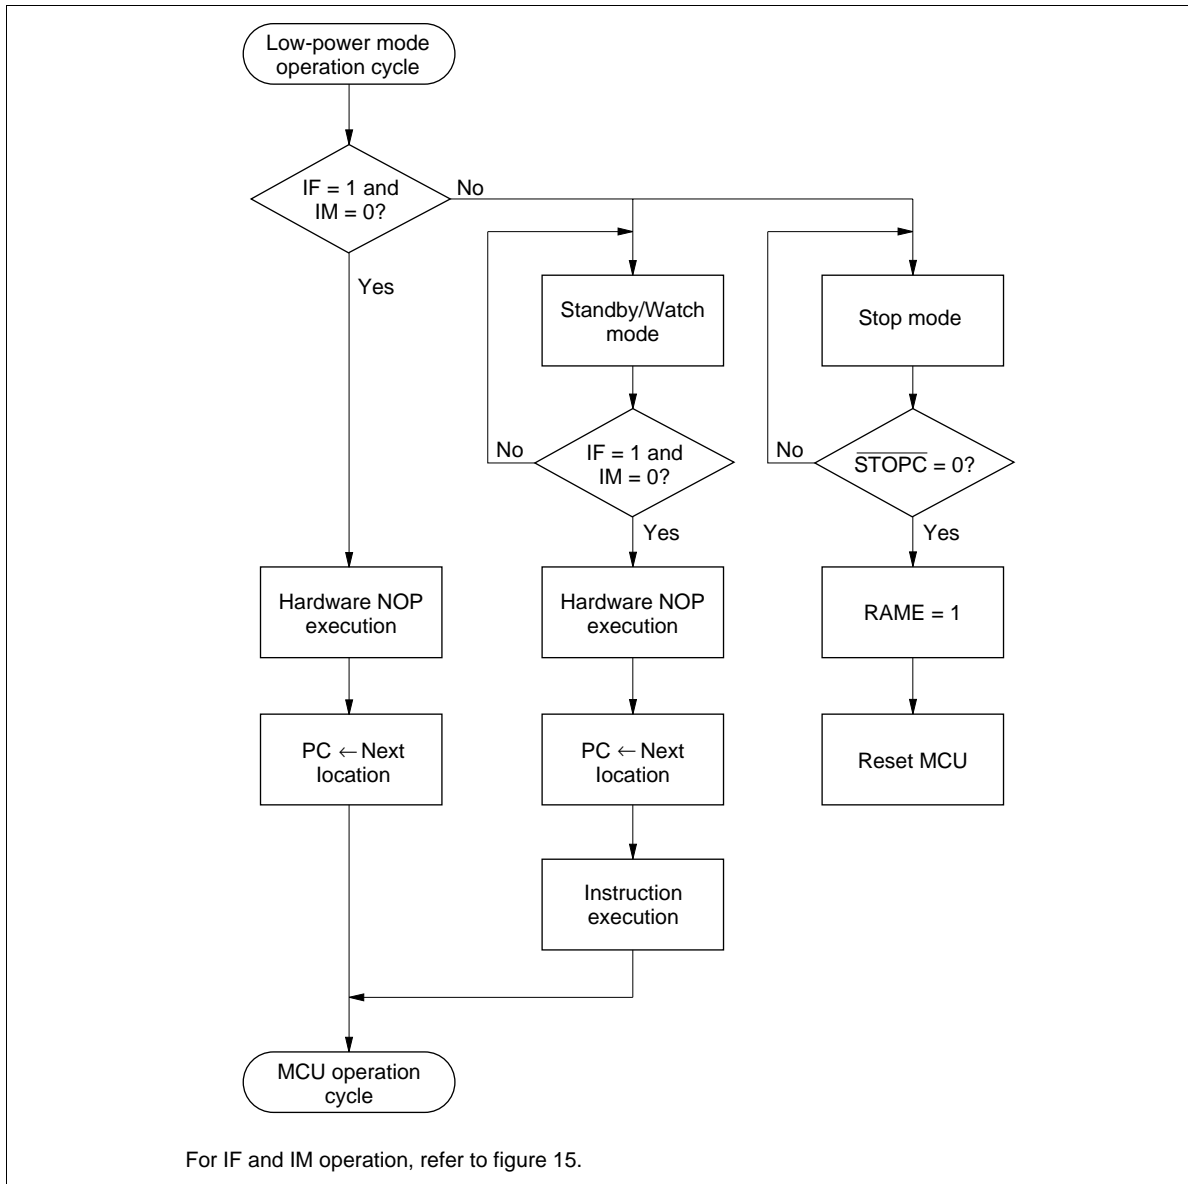 Low-power mode
operation cycle
IF = 1 and
IM = 0?
No
Yes
Standby/Watch
mode
Stop mode
No
IF = 1 and
IM = 0?
Yes
No
S̅T̅O̅P̅C̅ = 0?
Yes
Hardware NOP
execution
Hardware NOP
execution
RAME = 1
PC ← Next
location
PC ← Next
location
Reset MCU
Instruction
execution
MCU operation
cycle
For IF and IM operation, refer to figure 15.